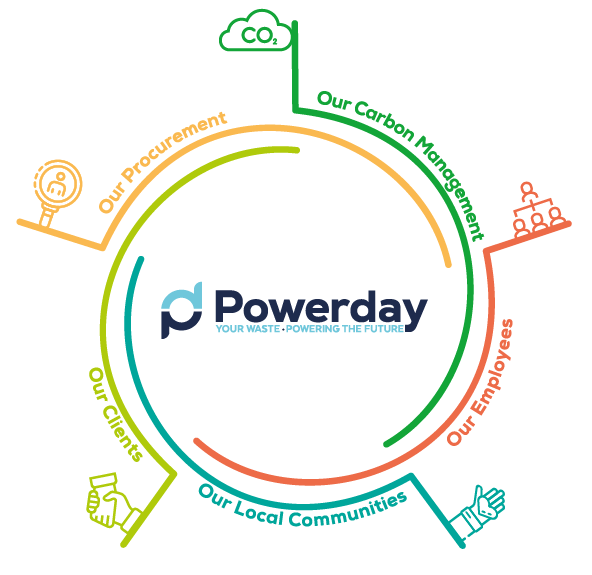 CO₂
Our Carbon Management
Our Procurement
Powerday
YOUR WASTE • POWERING THE FUTURE
Our Employees
Our Clients
Our Local Communities